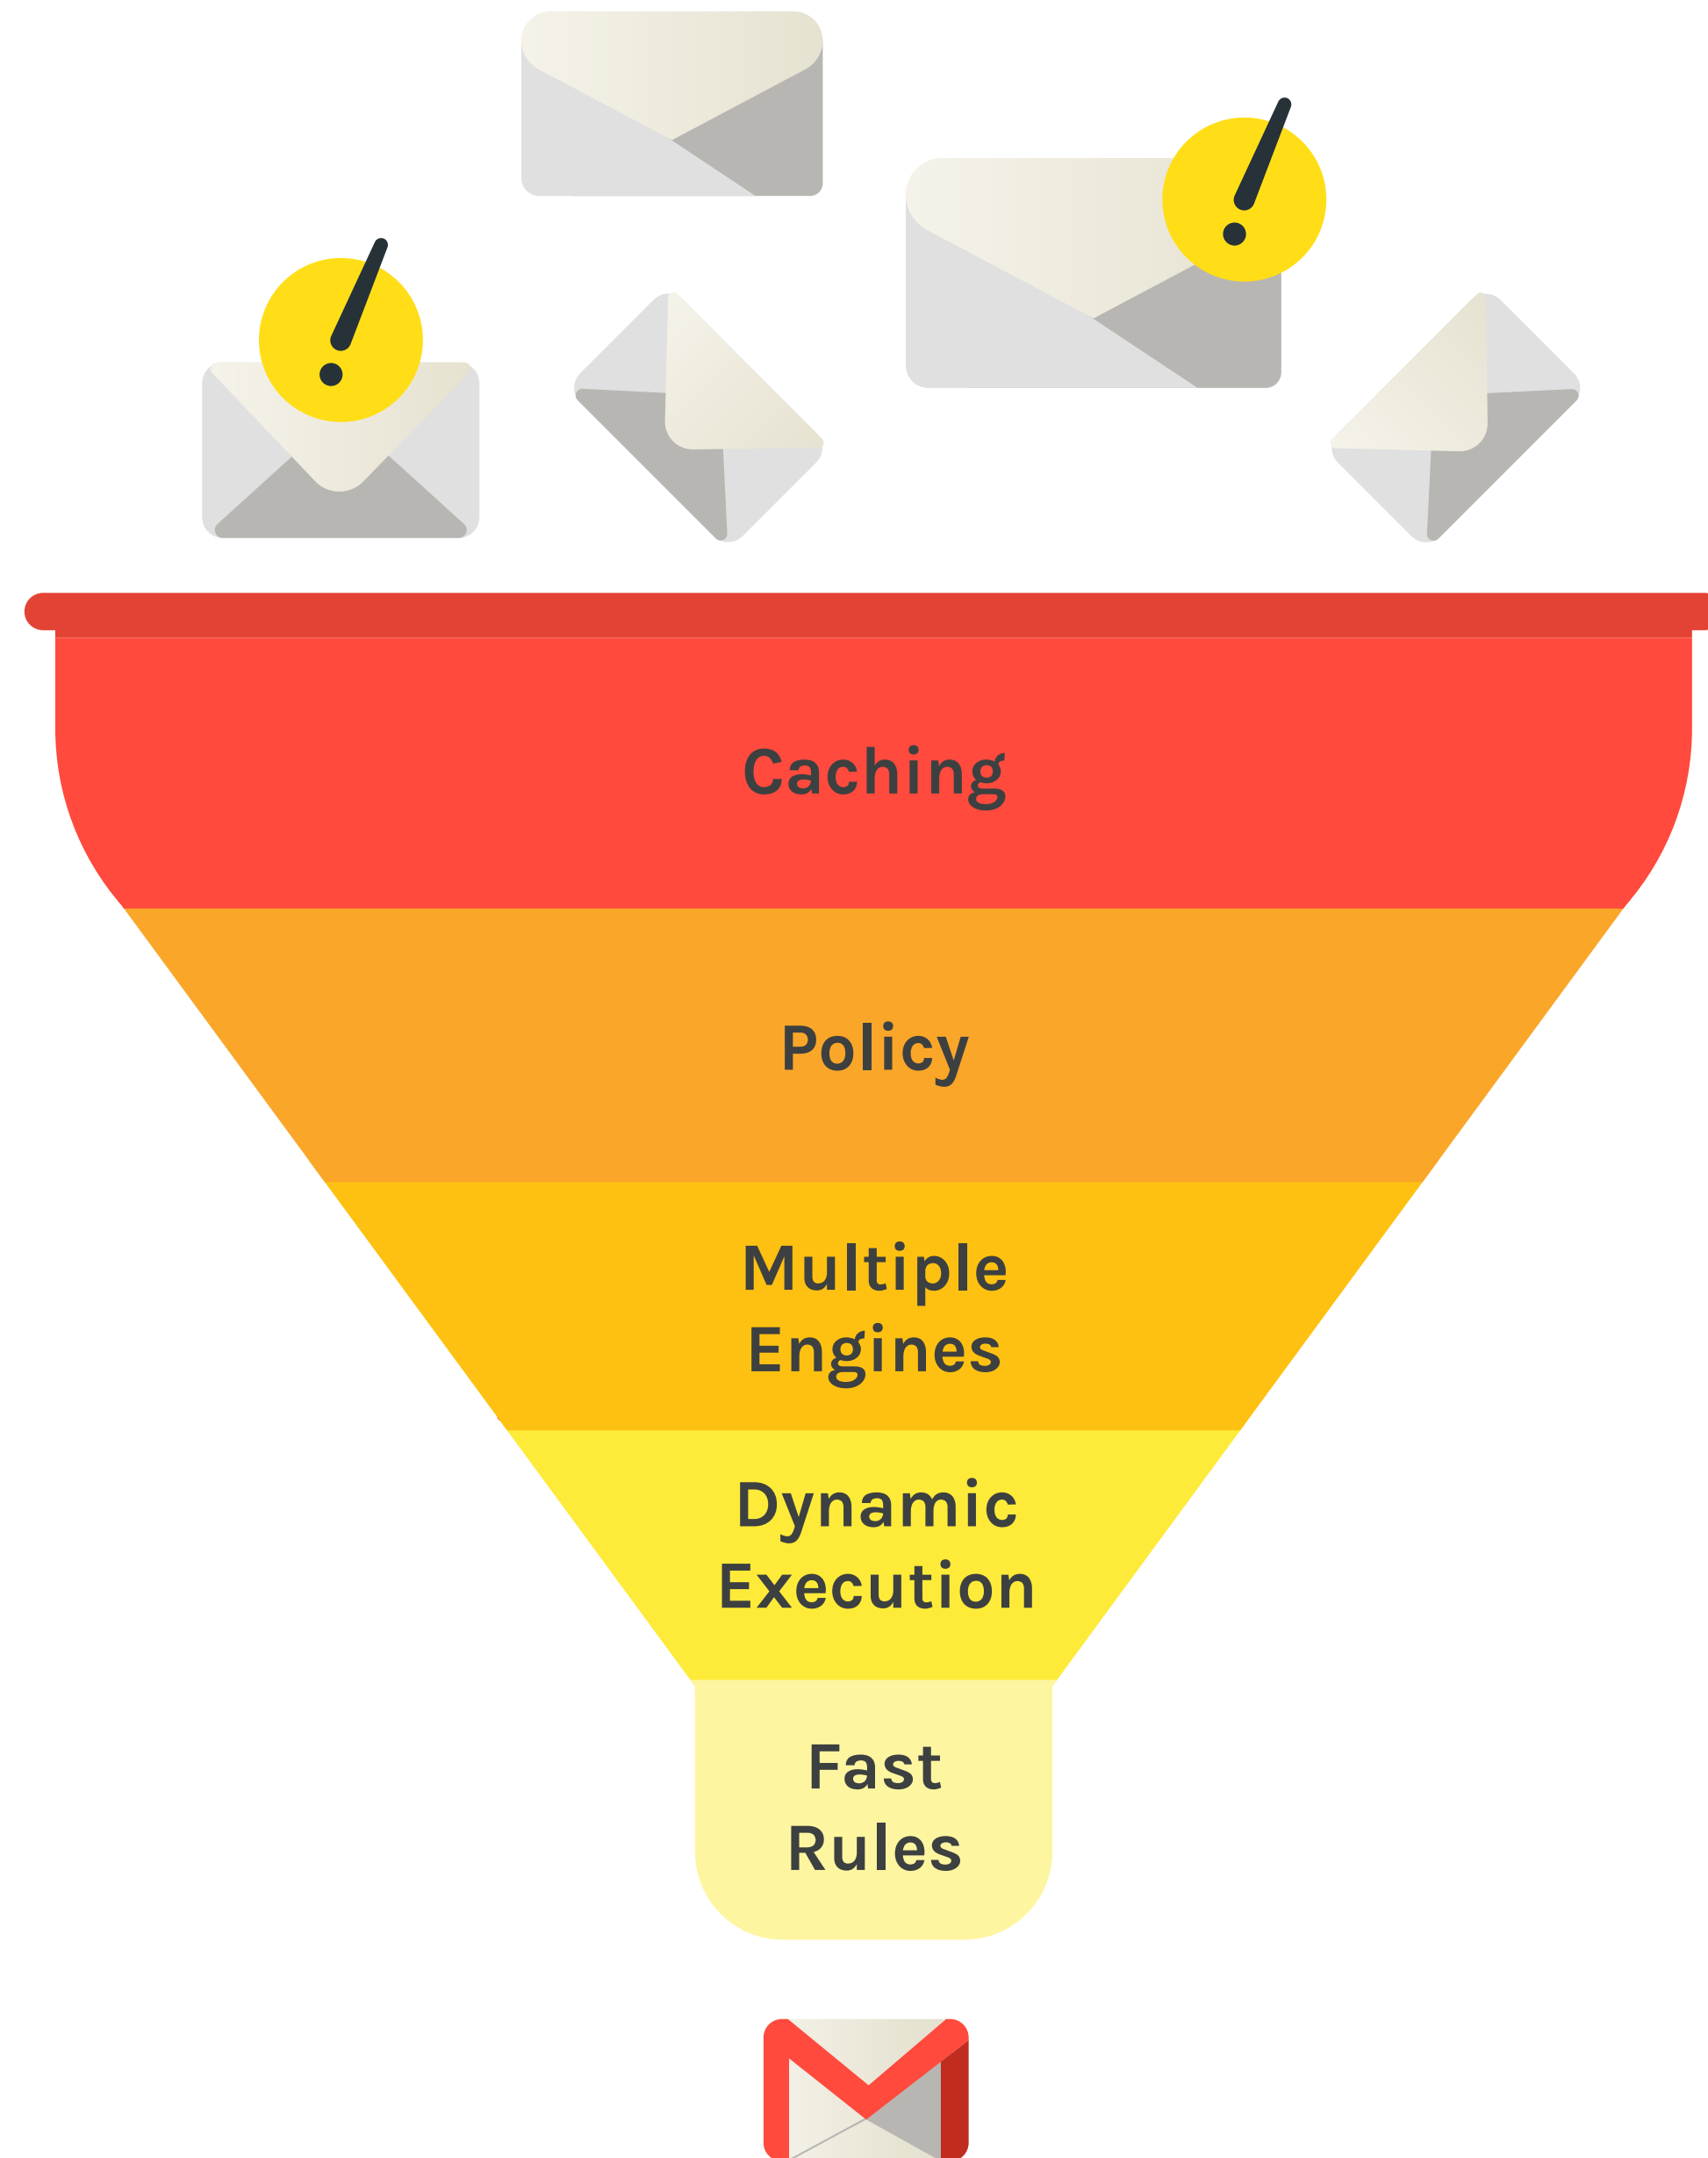 Caching
Policy
Multiple
Engines
Dynamic
Execution
Fast
Rules